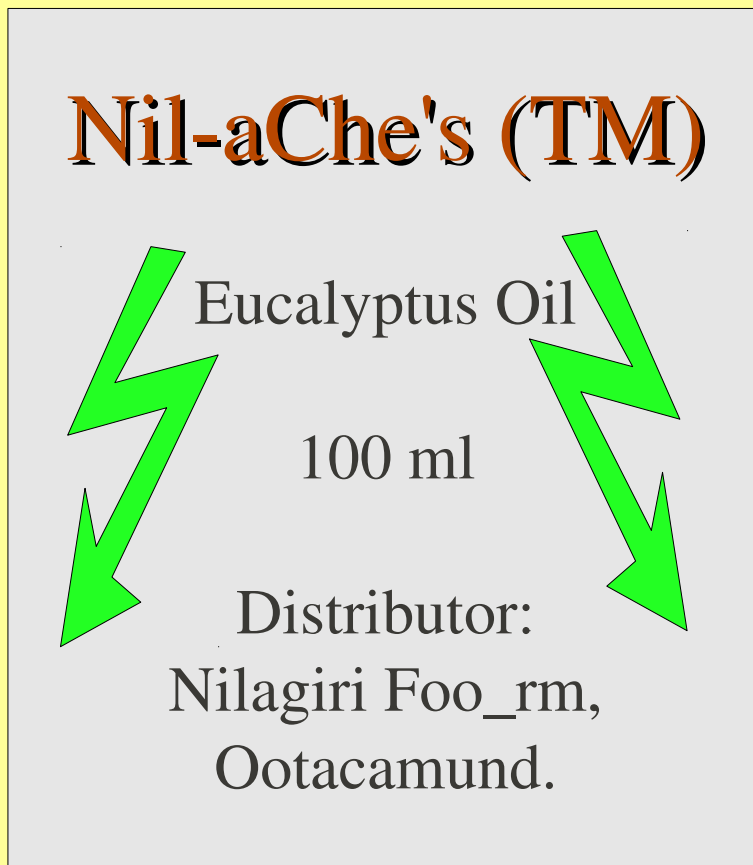 Nil-aChe's (TM)
Eucalyptus Oil
100 ml
Distributor:
Nilagiri Foo_rm,
Ootacamund.